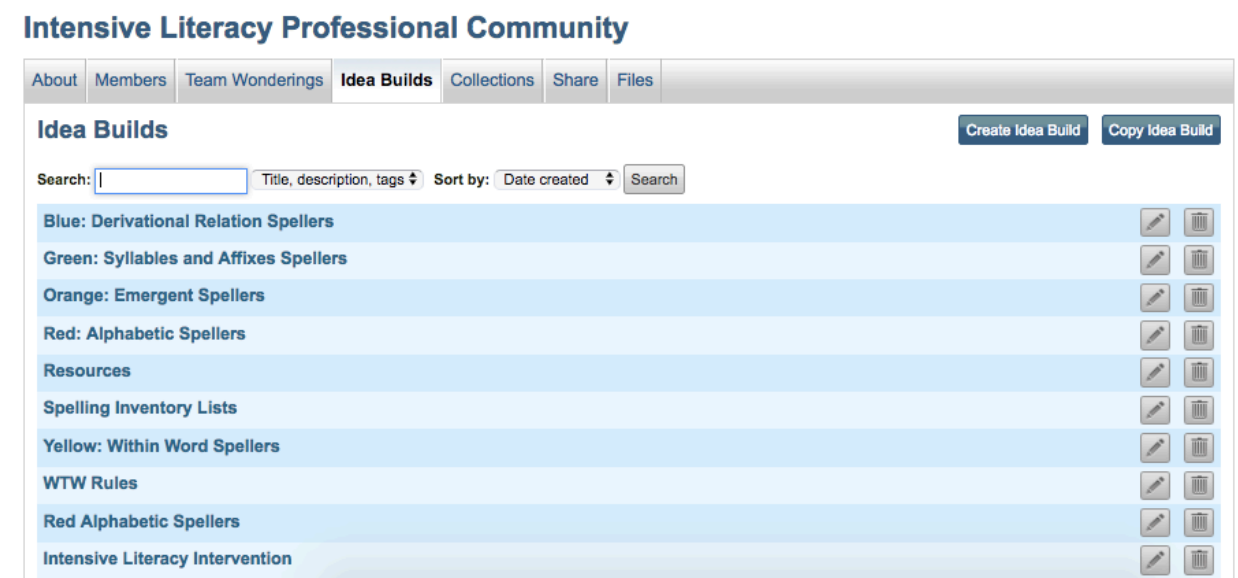 Intensive Literacy Professional Community
About Members Team Wonderings Idea Builds Collections Share Files
Idea Builds Create Idea Build Copy Idea Build
Search: Title, description, tags Sort by: Date created Search
Blue: Derivational Relation Spellers
Green: Syllables and Affixes Spellers
Orange: Emergent Spellers
Red: Alphabetic Spellers
Resources
Spelling Inventory Lists
Yellow: Within Word Spellers
WTW Rules
Red Alphabetic Spellers
Intensive Literacy Intervention